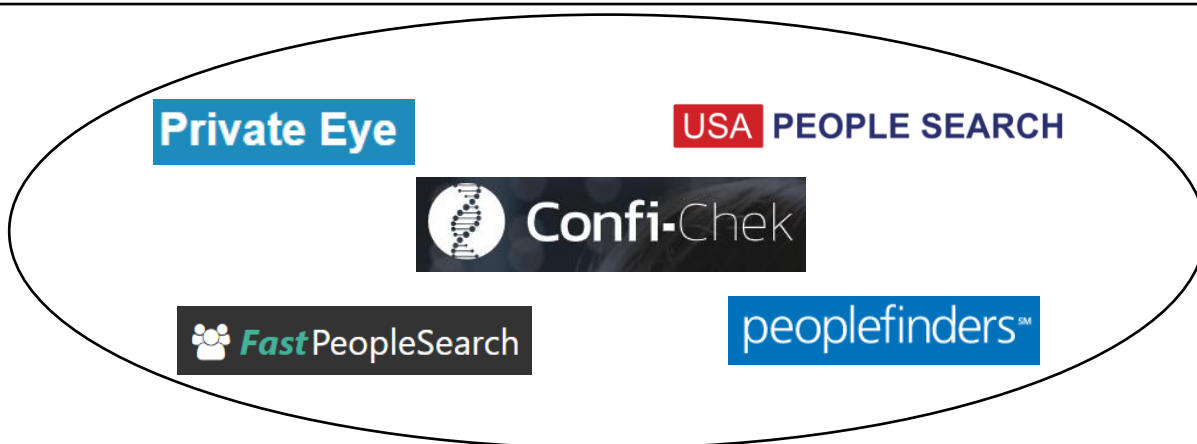 Private Eye
USA PEOPLE SEARCH
Confi-Chek
FastPeopleSearch
peoplefinders℠